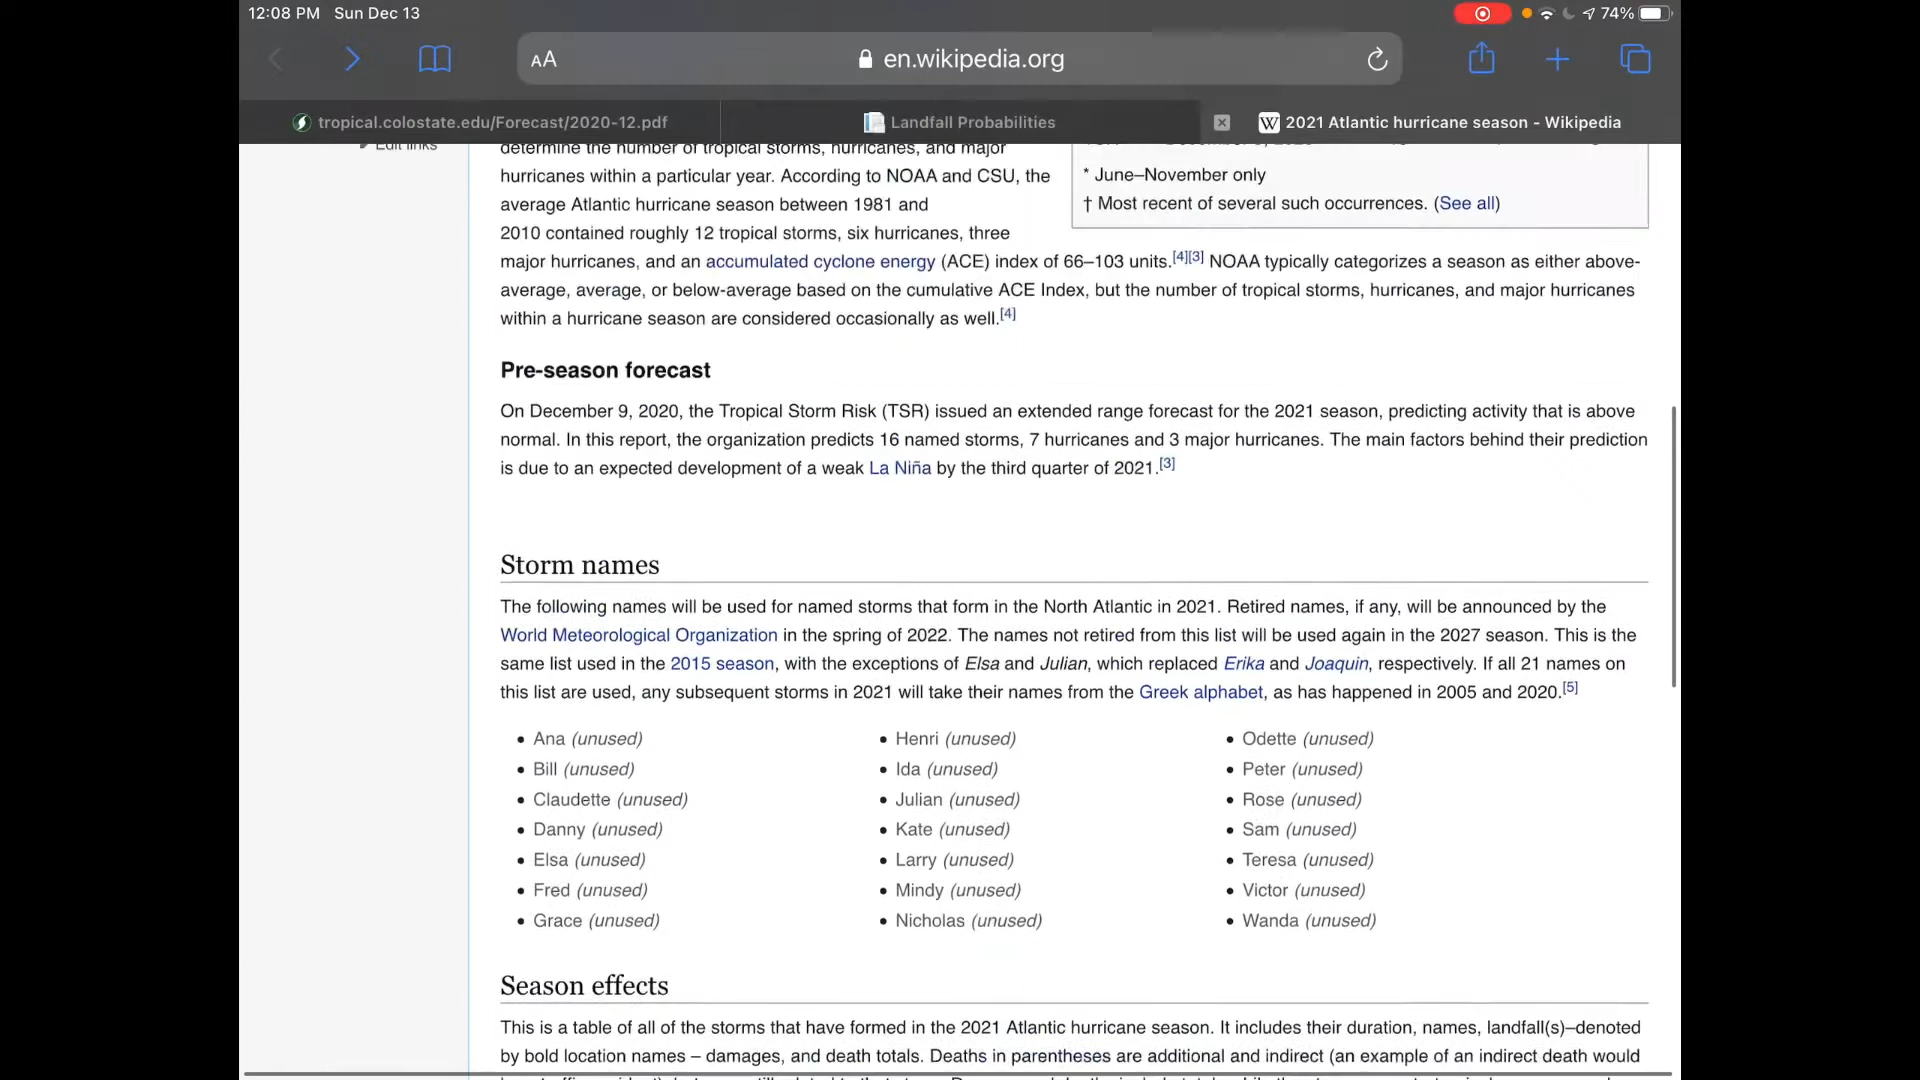 12:08 PM Sun Dec 13
74%
AA
en.wikipedia.org
tropical.colostate.edu/Forecast/2020-12.pdf
Landfall Probabilities
W 2021 Atlantic hurricane season - Wikipedia
Edit links
determine the number of tropical storms, hurricanes, and major
hurricanes within a particular year. According to NOAA and CSU, the
average Atlantic hurricane season between 1981 and
2010 contained roughly 12 tropical storms, six hurricanes, three
major hurricanes, and an accumulated cyclone energy (ACE) index of 66–103 units.[4][3] NOAA typically categorizes a season as either above-
average, average, or below-average based on the cumulative ACE Index, but the number of tropical storms, hurricanes, and major hurricanes
within a hurricane season are considered occasionally as well.[4]
* June–November only
† Most recent of several such occurrences. (See all)
Pre-season forecast
On December 9, 2020, the Tropical Storm Risk (TSR) issued an extended range forecast for the 2021 season, predicting activity that is above
normal. In this report, the organization predicts 16 named storms, 7 hurricanes and 3 major hurricanes. The main factors behind their prediction
is due to an expected development of a weak La Niña by the third quarter of 2021.[3]
Storm names
The following names will be used for named storms that form in the North Atlantic in 2021. Retired names, if any, will be announced by the
World Meteorological Organization in the spring of 2022. The names not retired from this list will be used again in the 2027 season. This is the
same list used in the 2015 season, with the exceptions of Elsa and Julian, which replaced Erika and Joaquin, respectively. If all 21 names on
this list are used, any subsequent storms in 2021 will take their names from the Greek alphabet, as has happened in 2005 and 2020.[5]
• Ana (unused)
• Bill (unused)
• Claudette (unused)
• Danny (unused)
• Elsa (unused)
• Fred (unused)
• Grace (unused)
• Henri (unused)
• Ida (unused)
• Julian (unused)
• Kate (unused)
• Larry (unused)
• Mindy (unused)
• Nicholas (unused)
• Odette (unused)
• Peter (unused)
• Rose (unused)
• Sam (unused)
• Teresa (unused)
• Victor (unused)
• Wanda (unused)
Season effects
This is a table of all of the storms that have formed in the 2021 Atlantic hurricane season. It includes their duration, names, landfall(s)–denoted
by bold location names – damages, and death totals. Deaths in parentheses are additional and indirect (an example of an indirect death would